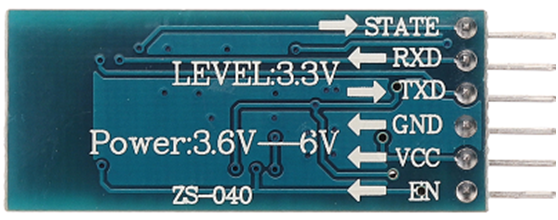 STATE
RXD
LEVEL:3.3V
TXD
GND
Power:3.6V—6V
VCC
ZS-040
EN